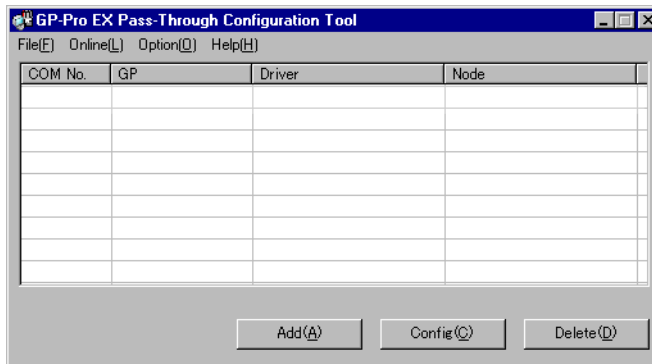 GP-Pro EX Pass-Through Configuration Tool
File(F) Online(L) Option(O) Help(H)
COM No. GP Driver Node
Add(A) Config(C) Delete(D)